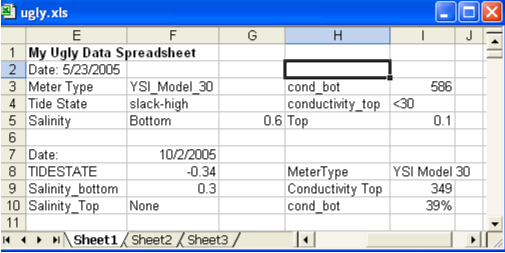 ugly.xls
E F G H I J
1 My Ugly Data Spreadsheet
2 Date: 5/23/2005
3 Meter Type YSI_Model_30 cond_bot 586
4 Tide State slack-high conductivity_top <30
5 Salinity Bottom 0.6 Top 0.1
6
7 Date: 10/2/2005
8 TIDESTATE -0.34 MeterType YSI Model 30
9 Salinity_bottom 0.3 Conductivity Top 349
10 Salinity_Top None cond_bot 39%
11
Sheet1 Sheet2 Sheet3